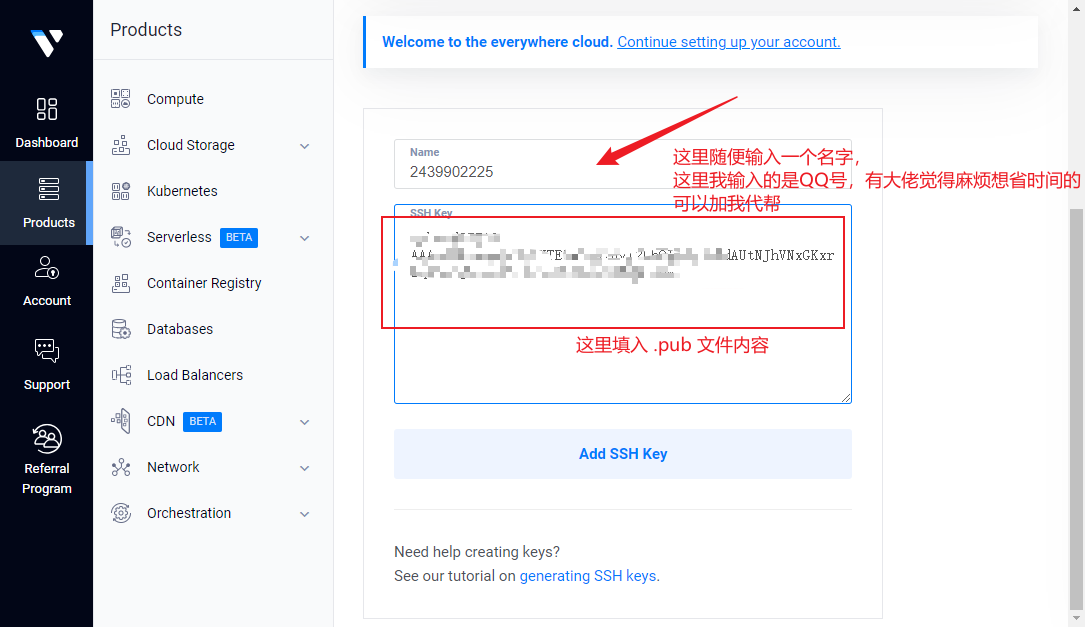 Products
Dashboard
Products
Account
Support
Referral
Program
Compute
Cloud Storage
Kubernetes
Serverless BETA
Container Registry
Databases
Load Balancers
CDN BETA
Network
Orchestration
Welcome to the everywhere cloud. Continue setting up your account.
Name
2439902225
这里随便输入一个名字，
这里我输入的是QQ号，有大佬觉得麻烦想省时间的
可以加我代帮
SSH Key
dAUtNJhVNxGKxr
这里填入 .pub 文件内容
Add SSH Key
Need help creating keys?
See our tutorial on generating SSH keys.